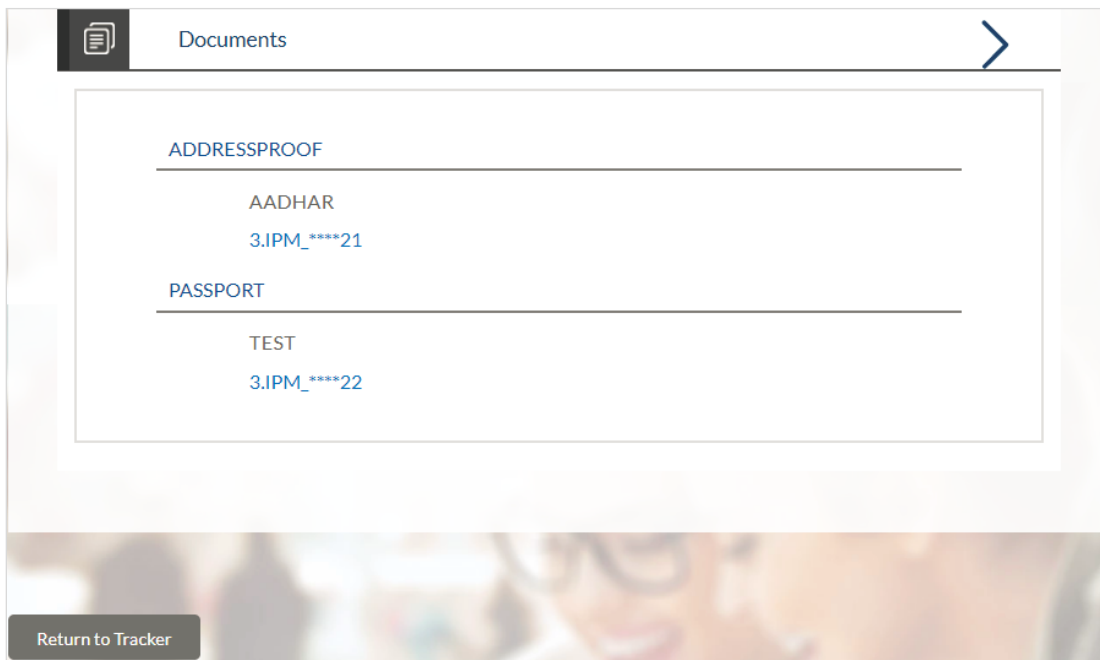 Documents
ADDRESSPROOF
AADHAR
3.IPM_****21
PASSPORT
TEST
3.IPM_****22
Return to Tracker